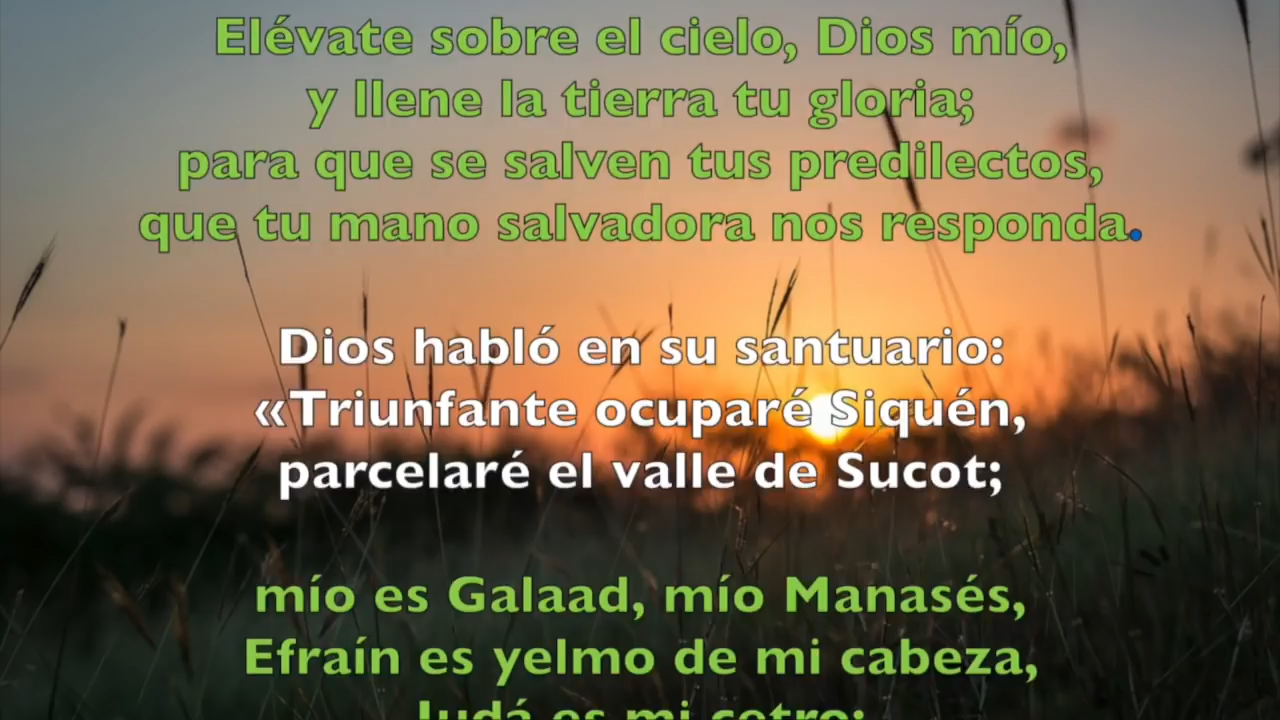 Elévate sobre el cielo, Dios mío,
y llene la tierra tu gloria;
para que se salven tus predilectos,
que tu mano salvadora nos responda.
Dios habló en su santuario:
«Triunfante ocuparé Siquén,
parcelaré el valle de Sucot;
mío es Galaad, mío Manasés,
Efraín es yelmo de mi cabeza,
Judá es mi cetro;